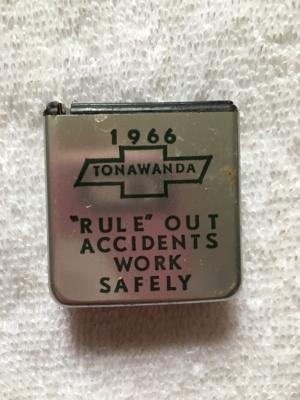 1966
TONAWANDA
"RULE" OUT
ACCIDENTS
WORK
SAFELY